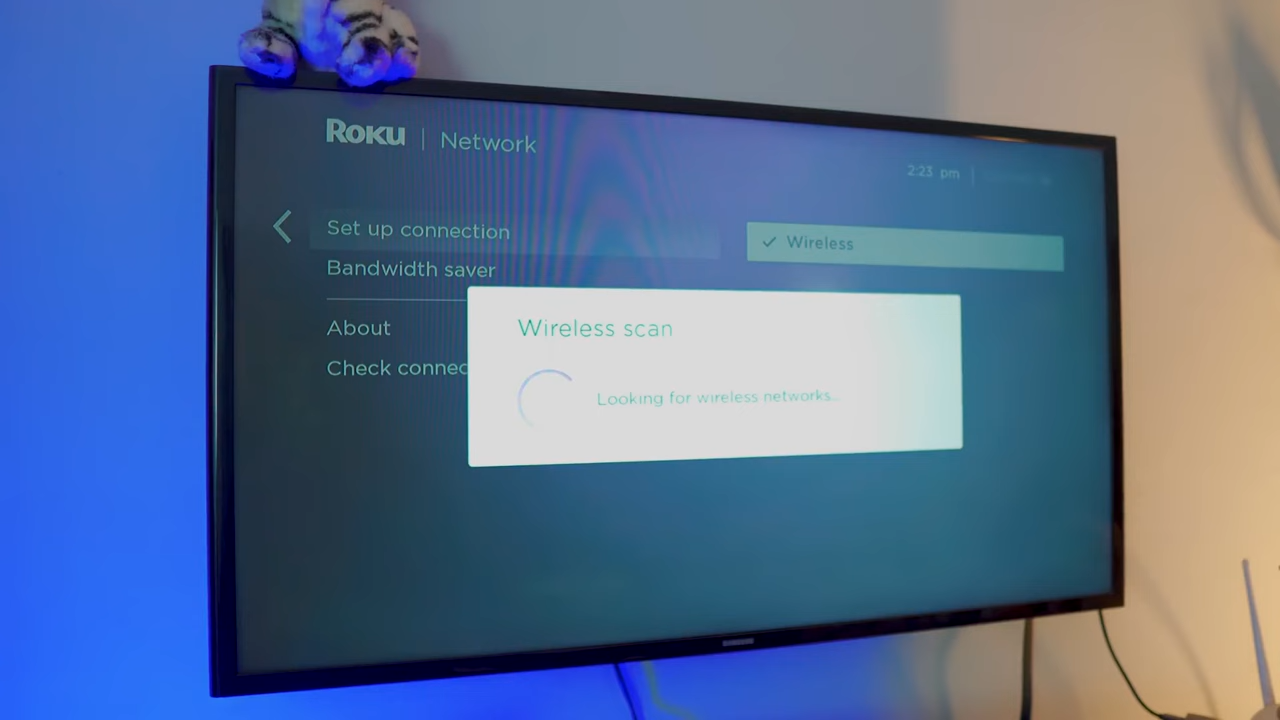 Roku | Network
2:23 pm
Set up connection
Wireless
Bandwidth saver
Wireless scan
About
Check connec
Looking for wireless networks...